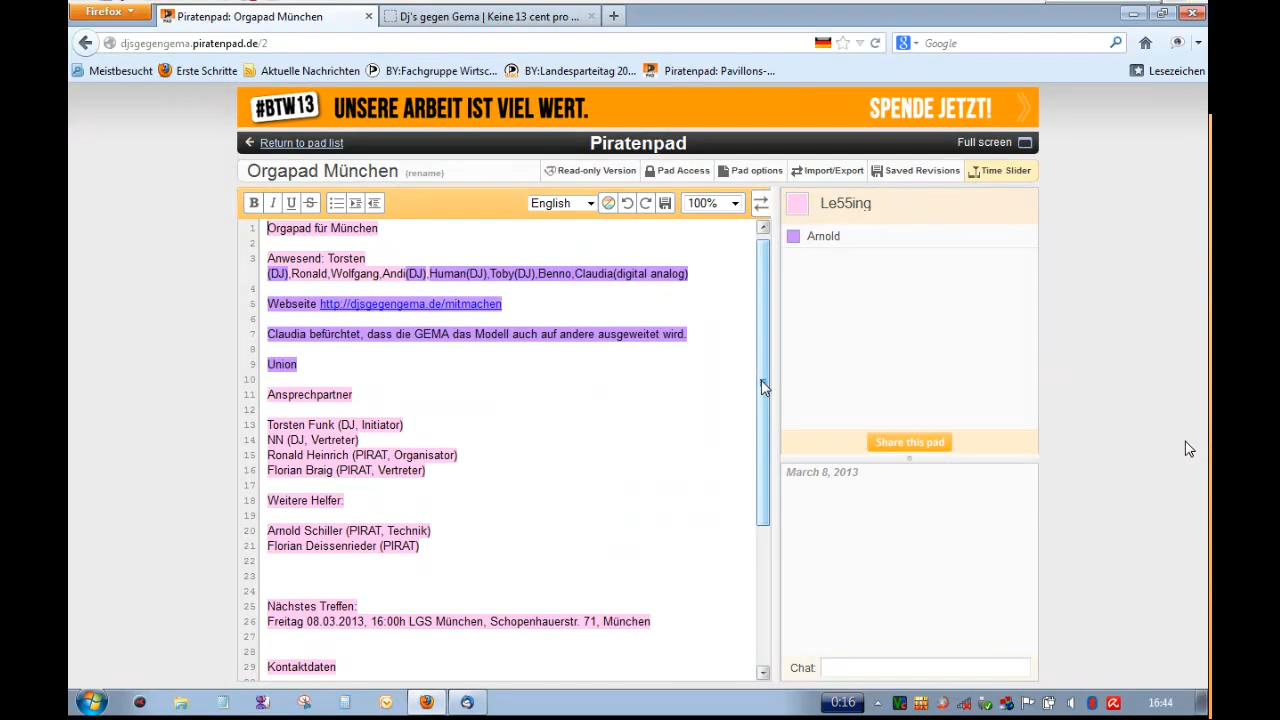 Firefox
Piratenpad: Orgapad München
Dj's gegen Gema | Keine 13 cent pro ...
djsgegengema.piratenpad.de/2
Google
Meistbesucht
Erste Schritte
Aktuelle Nachrichten
BY:Fachgruppe Wirtsc...
BY:Landesparteitag 20...
Piratenpad: Pavillons-...
Lesezeichen
#BTW13 UNSERE ARBEIT IST VIEL WERT. SPENDE JETZT!
Return to pad list
Piratenpad
Full screen
Orgapad München (rename)
Read-only Version
Pad Access
Pad options
Import/Export
Saved Revisions
Time Slider
B I U S
English
100%
Le55ing
Arnold
1 Orgapad für München
2
3 Anwesend: Torsten
(DJ),Ronald,Wolfgang,Andi(DJ),Human(DJ),Toby(DJ),Benno,Claudia(digital analog)
4
5 Webseite http://djsgegengema.de/mitmachen
6
7 Claudia befürchtet, dass die GEMA das Modell auch auf andere ausgeweitet wird.
8
9 Union
10
11 Ansprechpartner
12
13 Torsten Funk (DJ, Initiator)
14 NN (DJ, Vertreter)
15 Ronald Heinrich (PIRAT, Organisator)
16 Florian Braig (PIRAT, Vertreter)
17
18 Weitere Helfer:
19
20 Arnold Schiller (PIRAT, Technik)
21 Florian Deissenrieder (PIRAT)
22
23
24
25 Nächstes Treffen:
26 Freitag 08.03.2013, 16:00h LGS München, Schopenhauerstr. 71, München
27
28
29 Kontaktdaten
Share this pad
March 8, 2013
Chat:
0:16
16:44